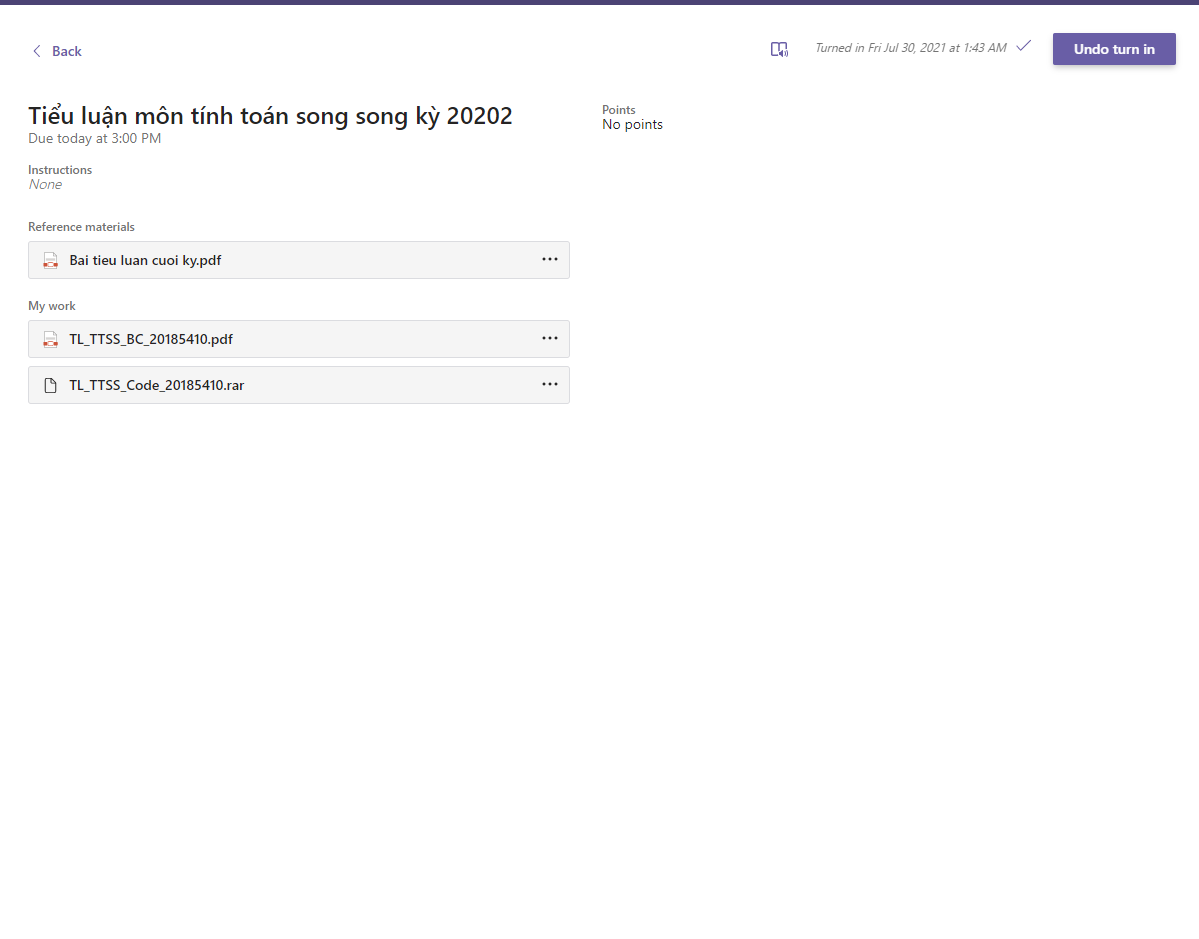 Back
Turned in Fri Jul 30, 2021 at 1:43 AM
Undo turn in
Tiểu luận môn tính toán song song kỳ 20202
Due today at 3:00 PM
Points
No points
Instructions
None
Reference materials
Bai tieu luan cuoi ky.pdf
My work
TL_TTSS_BC_20185410.pdf
TL_TTSS_Code_20185410.rar